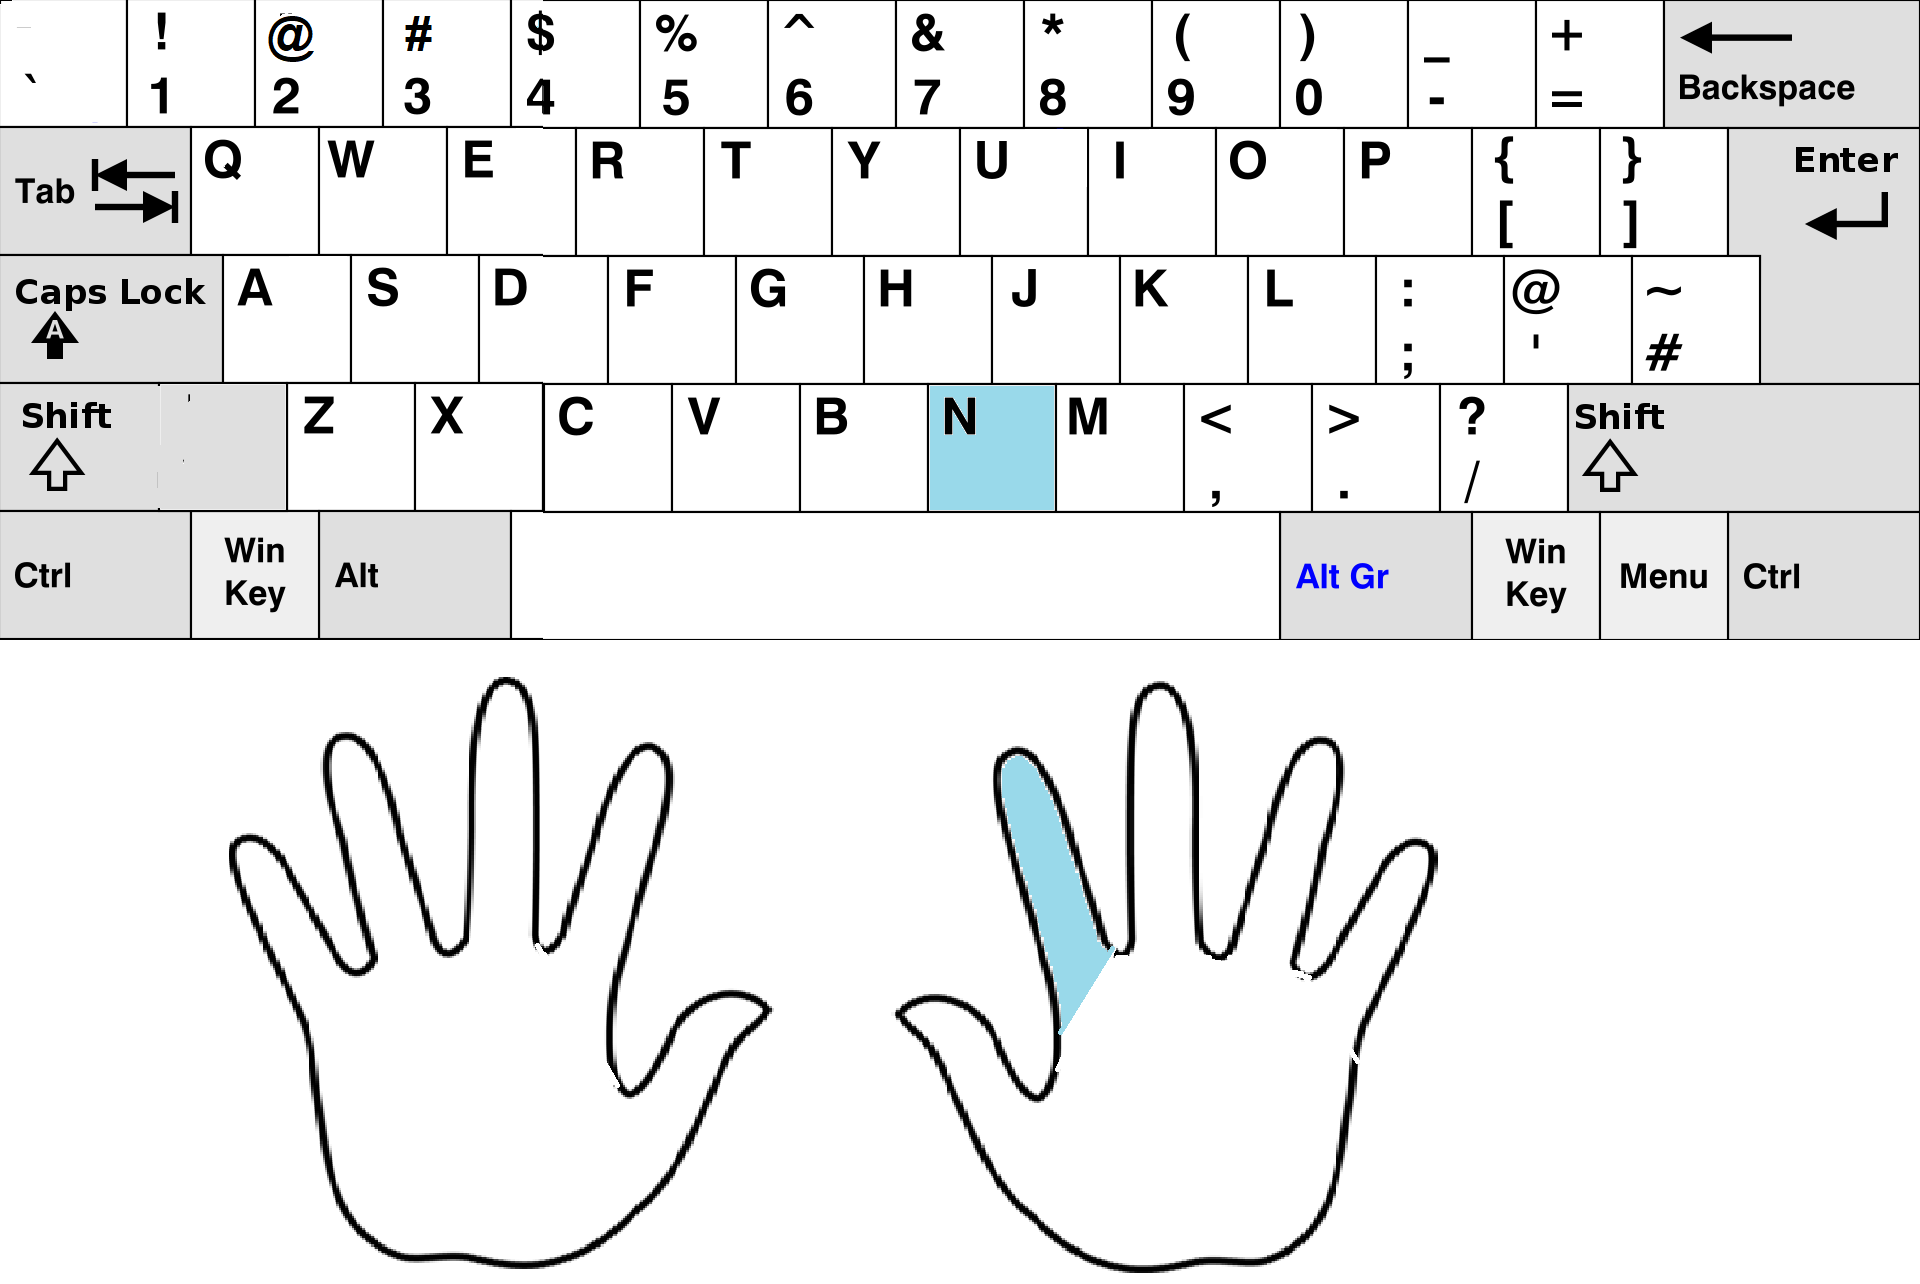 ! @ # $ % ^ & * ( ) _ +
` 1 2 3 4 5 6 7 8 9 0 - = Backspace
Tab Q W E R T Y U I O P { } Enter
[ ]
Caps Lock A S D F G H J K L : @ ~
A ; ' #
Shift Z X C V B N M < > ? Shift
, . /
Ctrl Win Key Alt Alt Gr Win Key Menu Ctrl